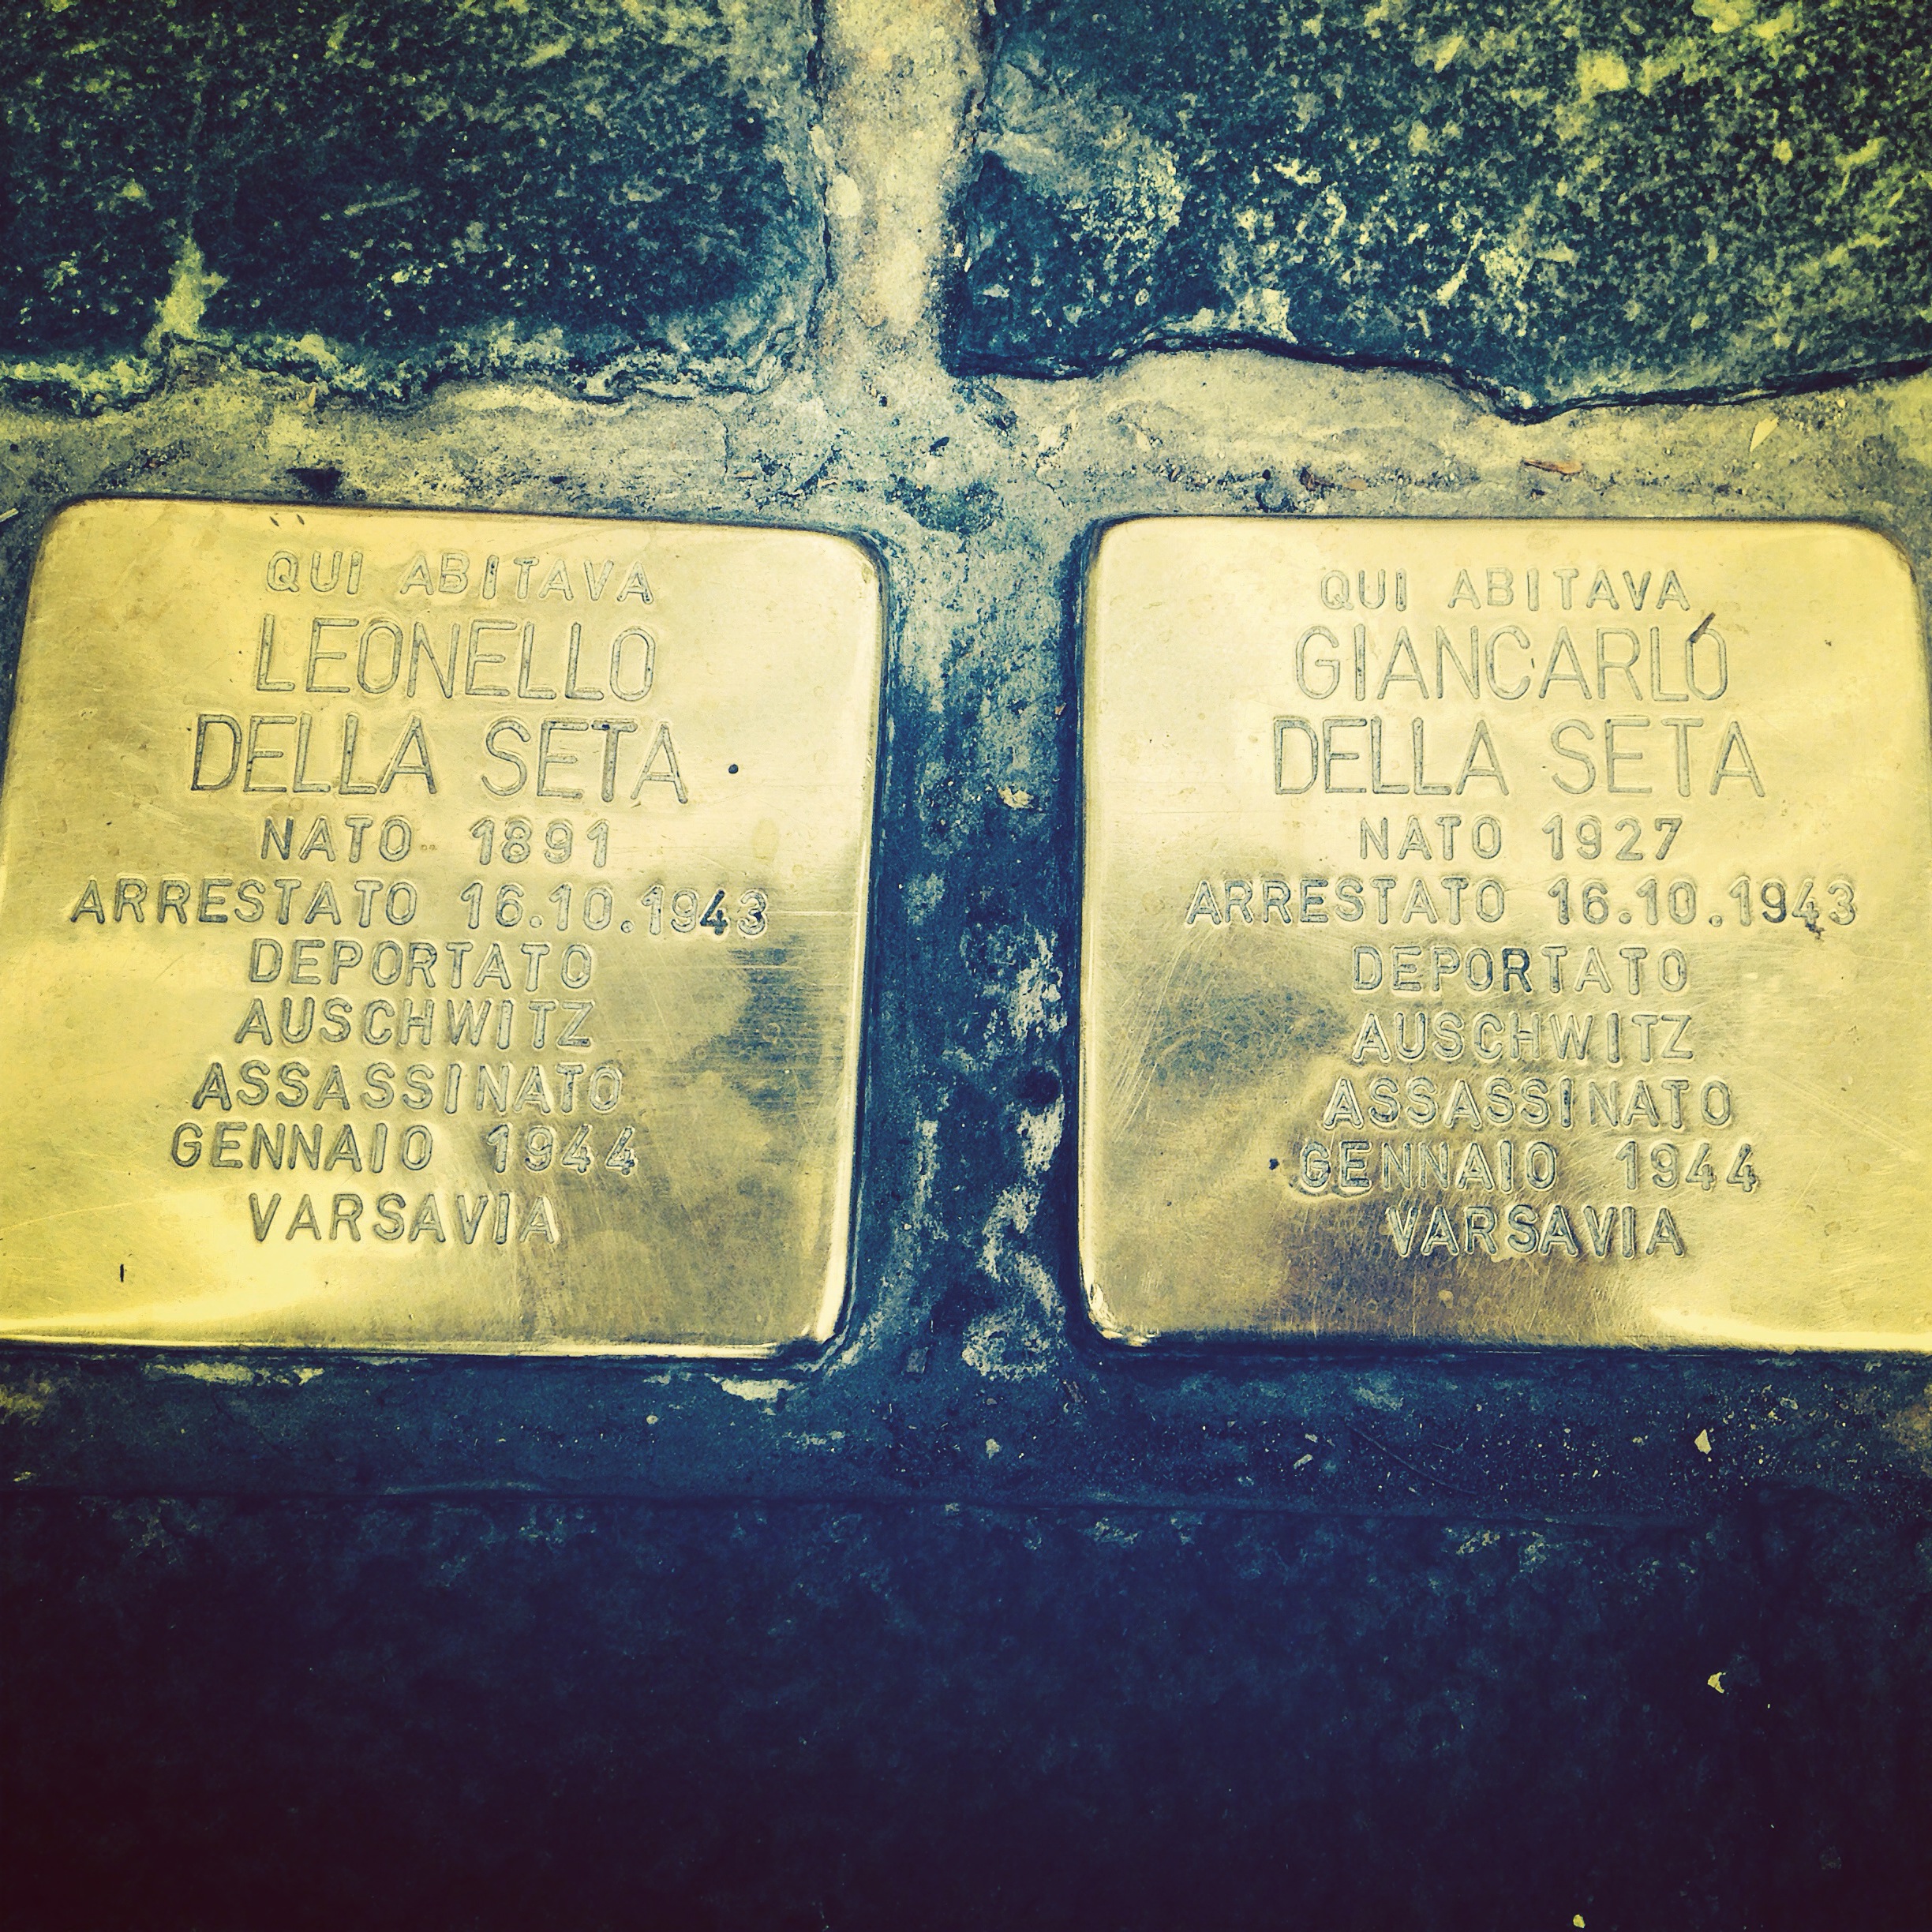 QUI ABITAVA
LEONELLO
DELLA SETA
NATO 1891
ARRESTATO 16.10.1943
DEPORTATO
AUSCHWITZ
ASSASSINATO
GENNAIO 1944
VARSAVIA
QUI ABITAVA
GIANCARLO
DELLA SETA
NATO 1927
ARRESTATO 16.10.1943
DEPORTATO
AUSCHWITZ
ASSASSINATO
GENNAIO 1944
VARSAVIA